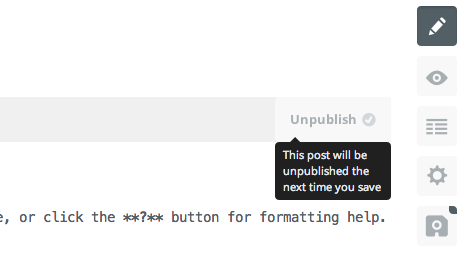 Unpublish
This post will be
unpublished the
next time you save
, or click the **?** button for formatting help.